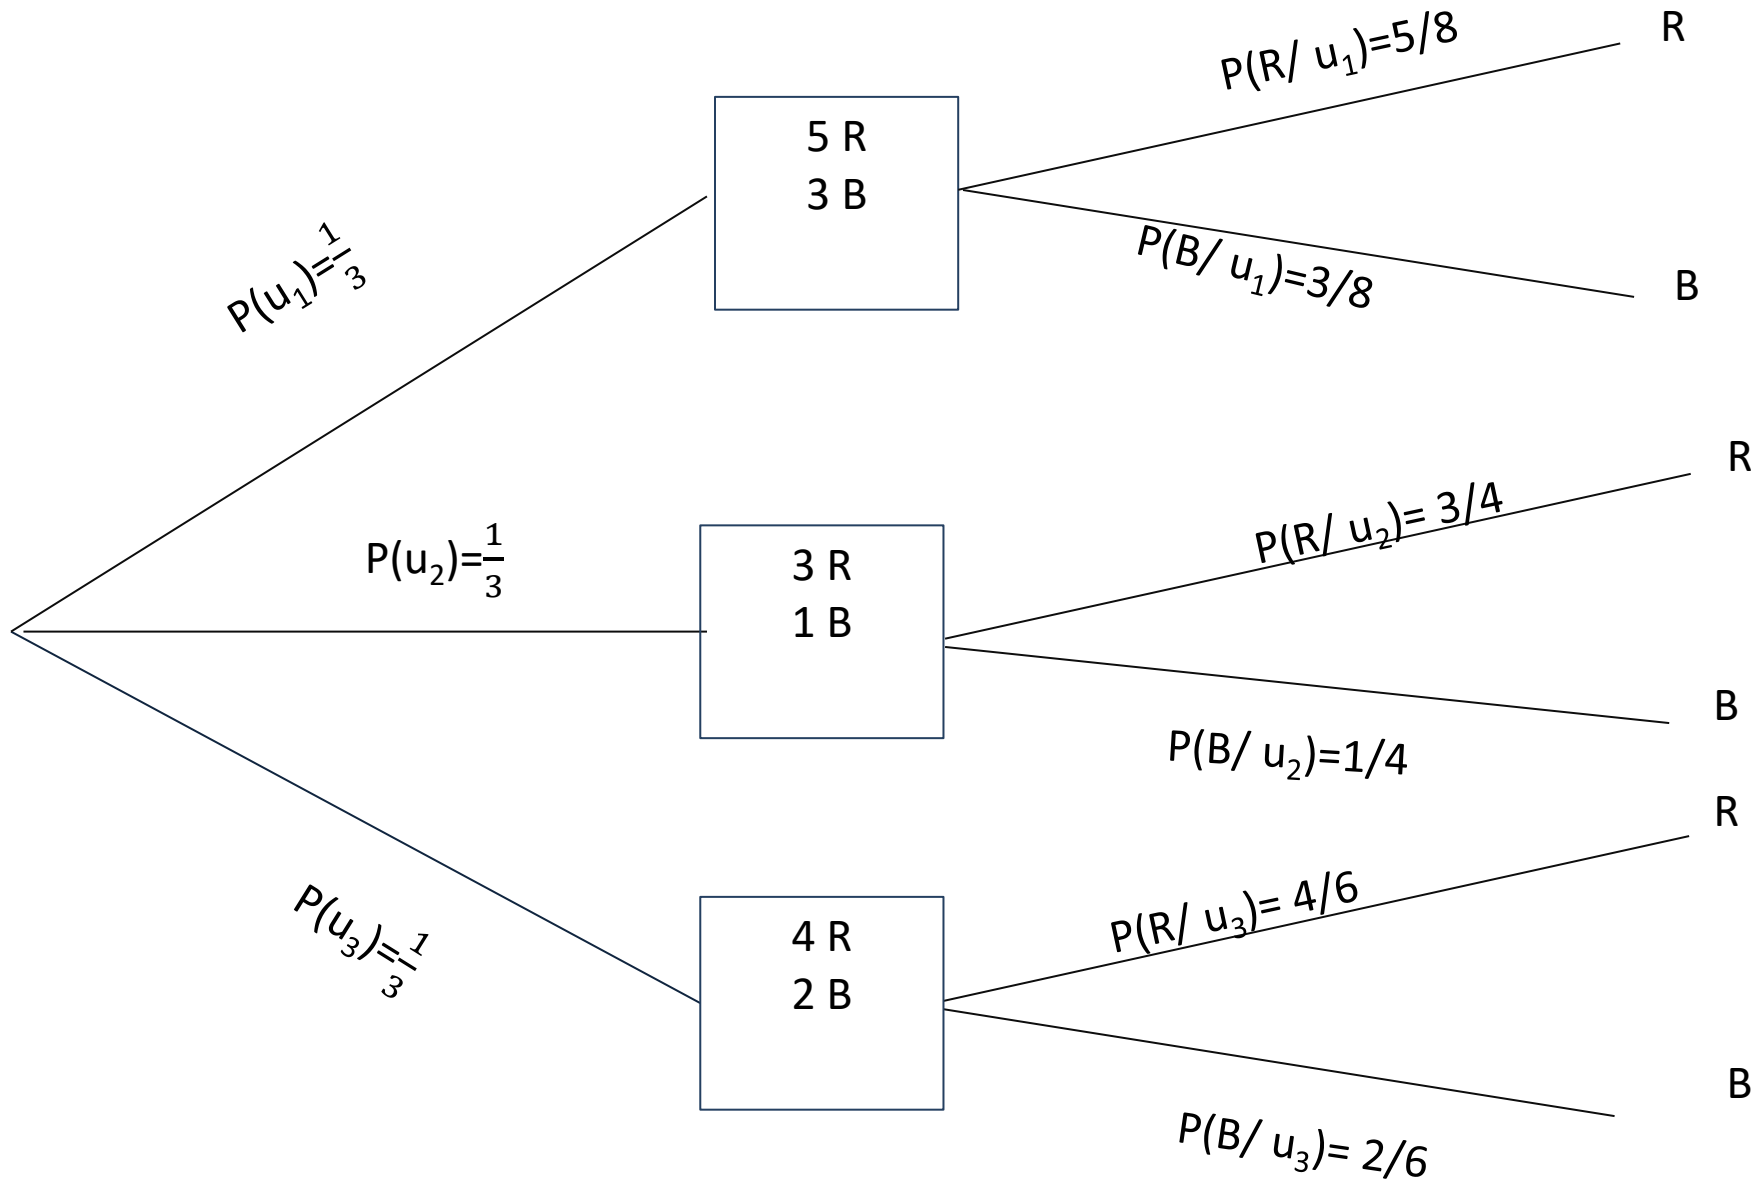 R
P(R/ u₁)=5/8
5 R
3 B
P(u₁)=1/3
P(B/ u₁)=3/8
B
R
P(R/ u₂)= 3/4
P(u₂)=1/3
3 R
1 B
B
P(B/ u₂)=1/4
R
P(R/ u₃)= 4/6
P(u₃)=1/3
4 R
2 B
B
P(B/ u₃)= 2/6